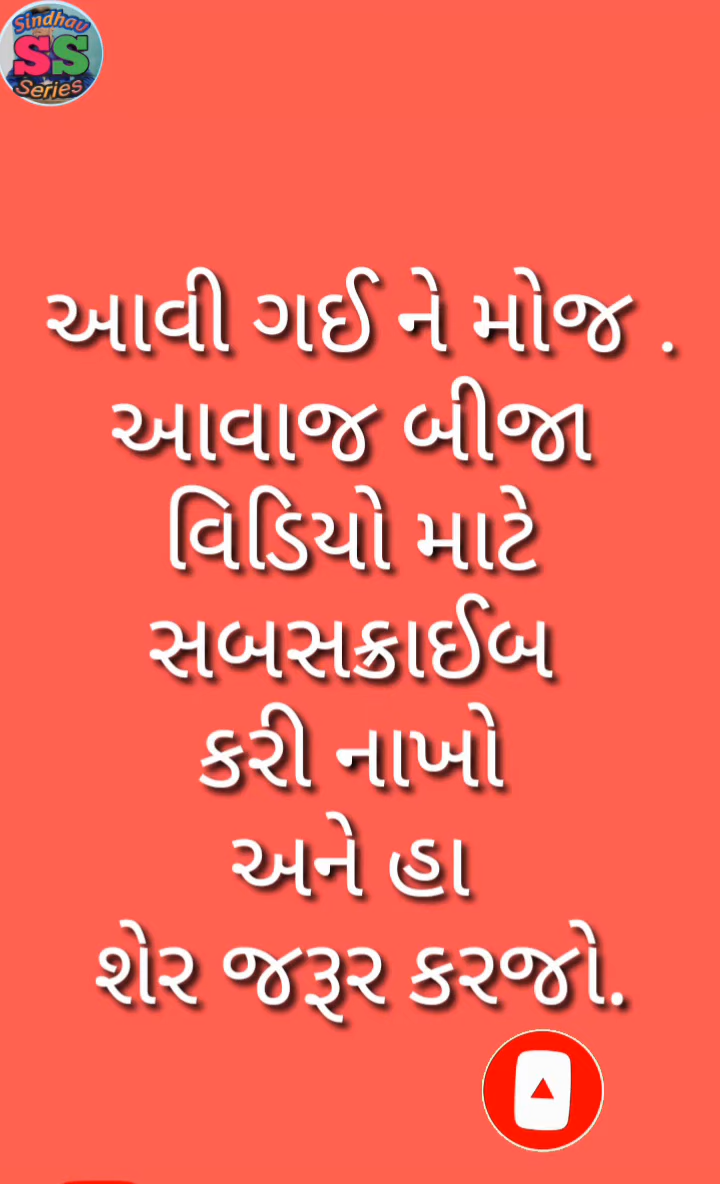 Sindhav
SS
Series
આવી ગઈ ને મોજ .
આવાજ બીજા
વિડિયો માટે
સબસક્રાઈબ
કરી નાખો
અને હા
શેર જરૂર કરજો.